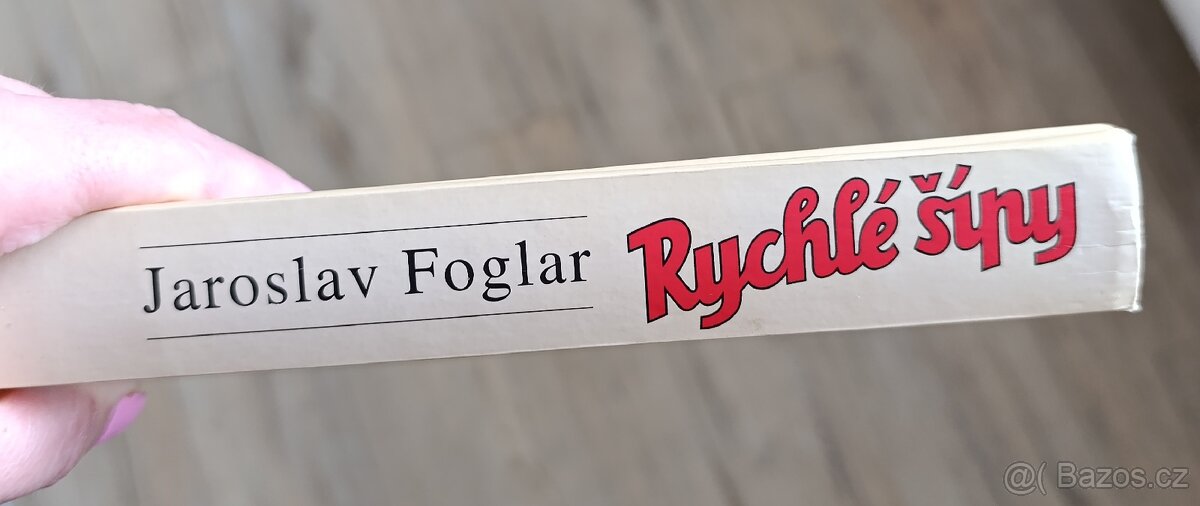 Jaroslav Foglar Rychlé šípy
@( Bazos.cz